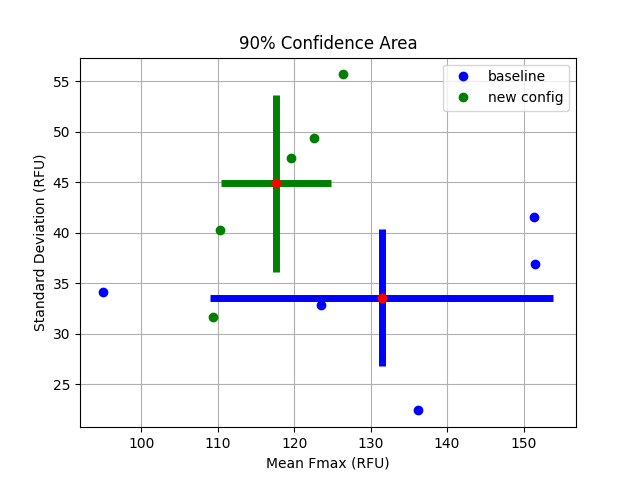 90% Confidence Area
baseline
new config
55
50
45
40
35
30
25
Standard Deviation (RFU)
100 110 120 130 140 150
Mean Fmax (RFU)